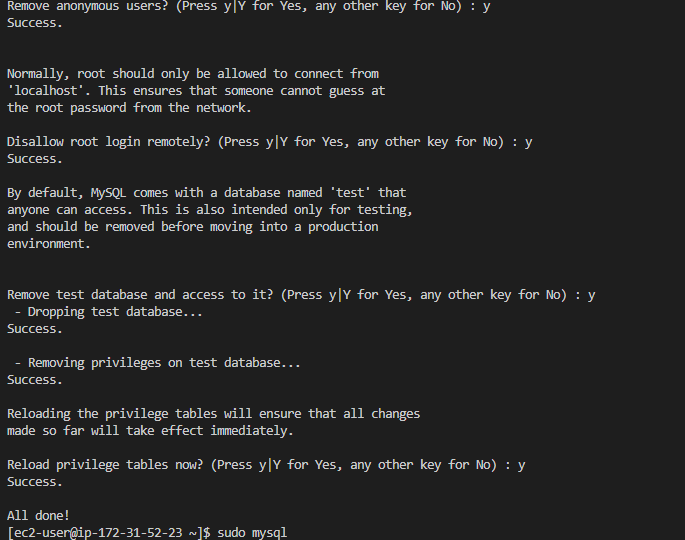 Remove anonymous users? (Press y|Y for Yes, any other key for No) : y
Success.
Normally, root should only be allowed to connect from
'localhost'. This ensures that someone cannot guess at
the root password from the network.
Disallow root login remotely? (Press y|Y for Yes, any other key for No) : y
Success.
By default, MySQL comes with a database named 'test' that
anyone can access. This is also intended only for testing,
and should be removed before moving into a production
environment.
Remove test database and access to it? (Press y|Y for Yes, any other key for No) : y
 - Dropping test database...
Success.
 - Removing privileges on test database...
Success.
Reloading the privilege tables will ensure that all changes
made so far will take effect immediately.
Reload privilege tables now? (Press y|Y for Yes, any other key for No) : y
Success.
All done!
[ec2-user@ip-172-31-52-23 ~]$ sudo mysql